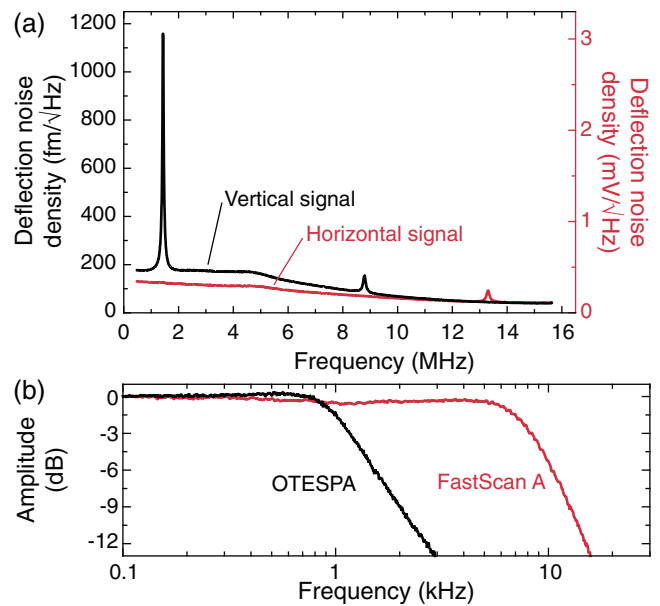 (a)
1200
1000
800
600
400
200
0
Deflection noise
density (fm/√Hz)
3
2
1
0
Deflection noise
density (mV/√Hz)
Vertical signal
Horizontal signal
0 2 4 6 8 10 12 14 16
Frequency (MHz)
(b)
0
-3
-6
-9
-12
Amplitude
(dB)
OTESPA
FastScan A
0.1 1 10
Frequency (kHz)